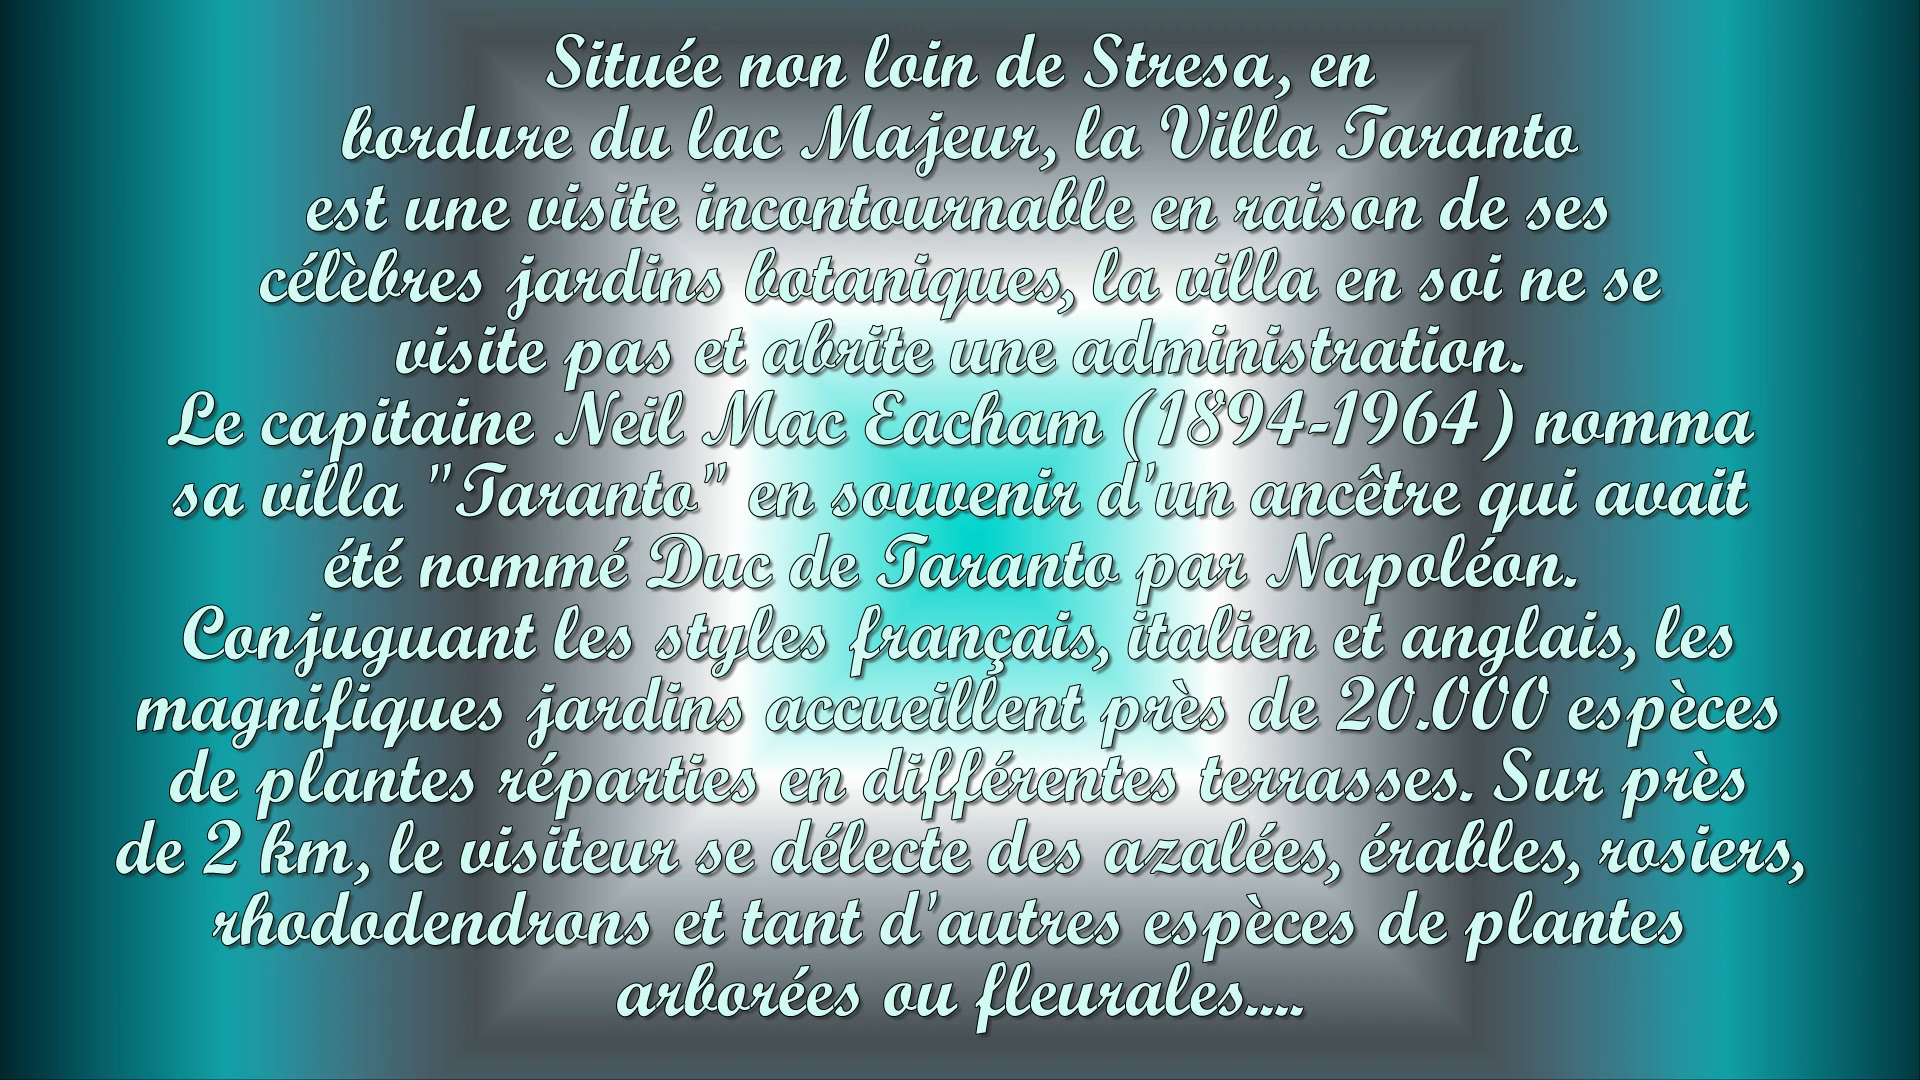 Située non loin de Stresa, en
bordure du lac Majeur, la Villa Taranto
est une visite incontournable en raison de ses
célèbres jardins botaniques, la villa en soi ne se
visite pas et abrite une administration.
Le capitaine Neil Mac Eacham (1894-1964) nomma
sa villa "Taranto" en souvenir d'un ancêtre qui avait
été nommé Duc de Taranto par Napoléon.
Conjuguant les styles français, italien et anglais, les
magnifiques jardins accueillent près de 20.000 espèces
de plantes réparties en différentes terrasses. Sur près
de 2 km, le visiteur se délecte des azalées, érables, rosiers,
rhododendrons et tant d'autres espèces de plantes
arborées ou fleurales....